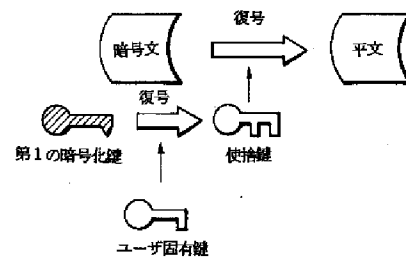 復号
暗号文
平文
復号
第1の暗号化鍵
使捨鍵
ユーザ固有鍵